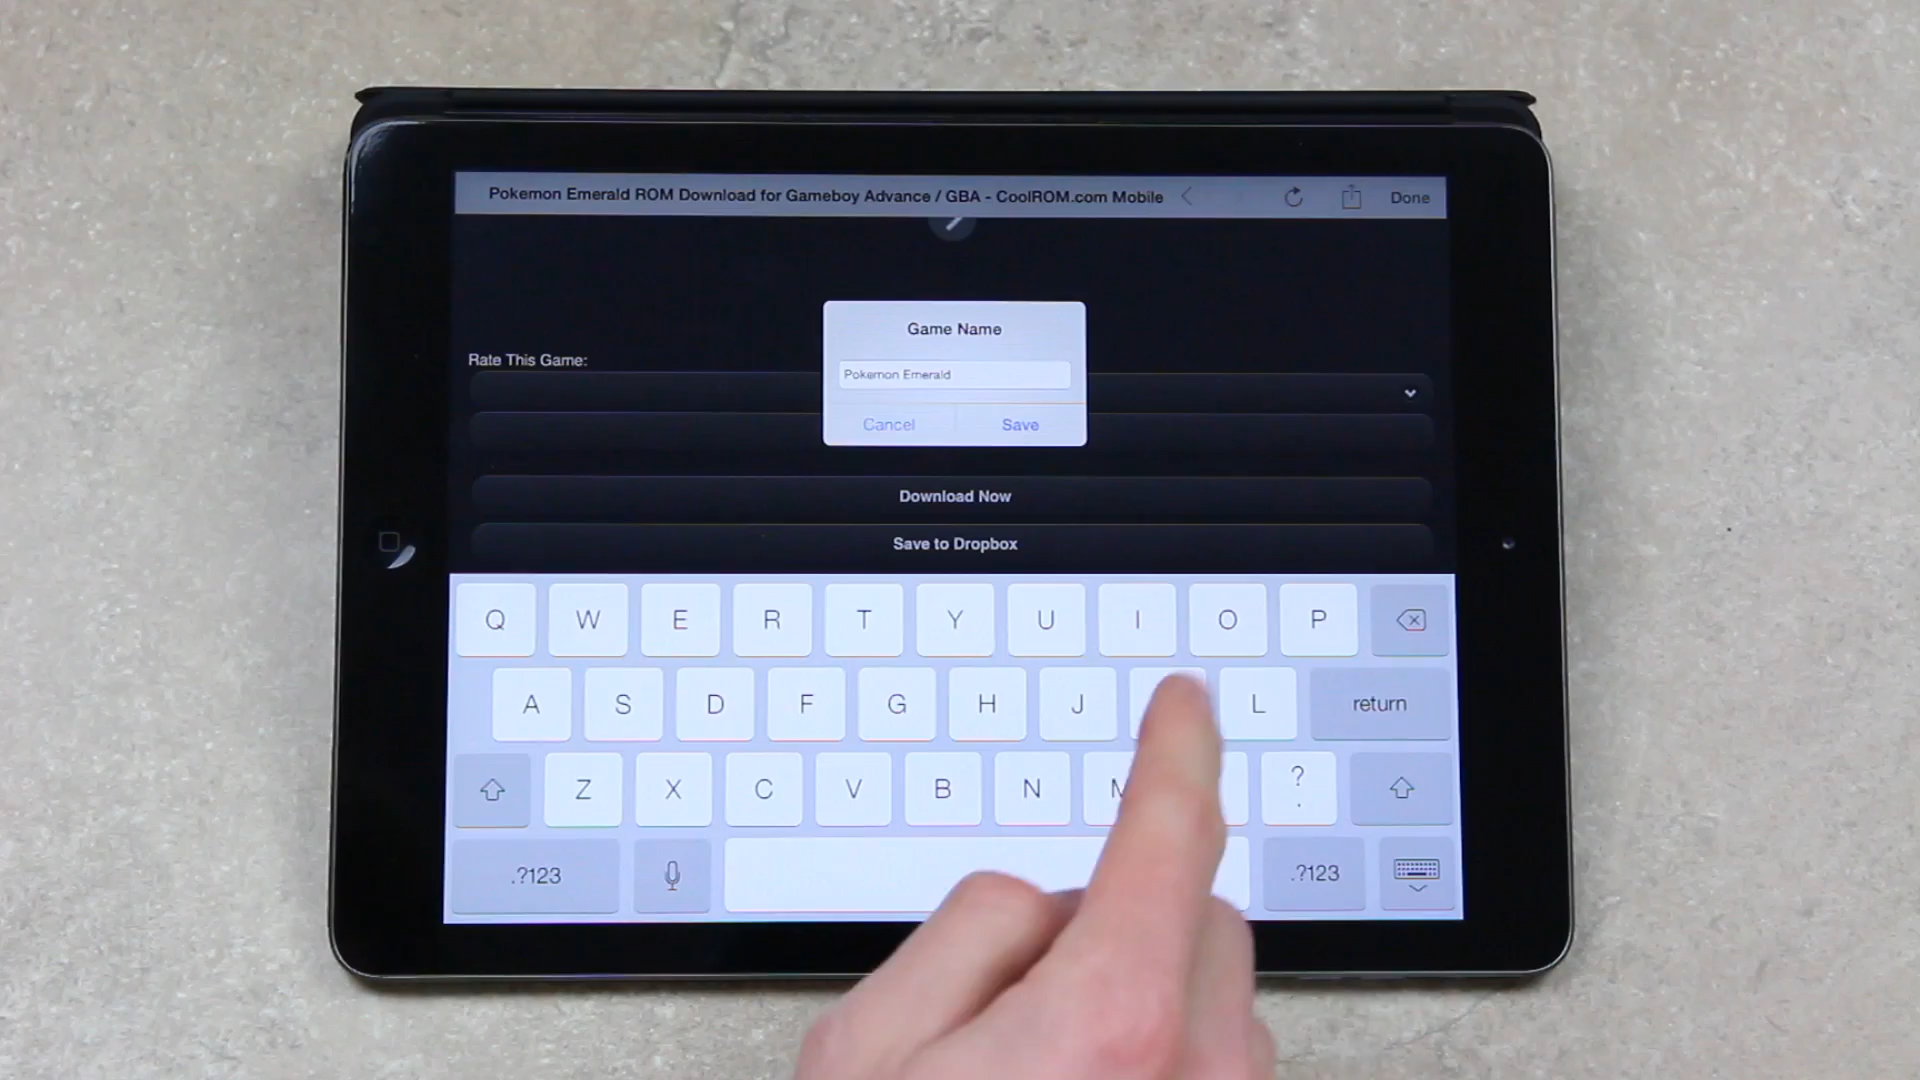 Pokemon Emerald ROM Download for Gameboy Advance / GBA - CoolROM.com Mobile Done
Game Name
Rate This Game:
Pokemon Emerald
Cancel Save
Download Now
Save to Dropbox
Q W E R T Y U I O P
A S D F G H J L return
Z X C V B N M ? .
.?123 .?123